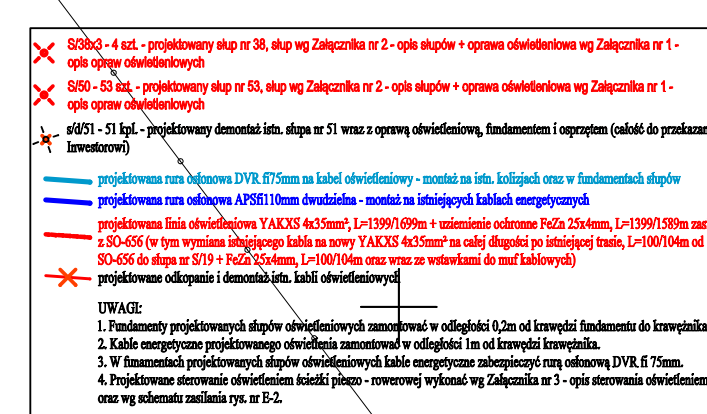 S/38x3 - 4 szt. - projektowany słup nr 38, słup wg Załącznika nr 2 - opis słupów + oprawa oświetleniowa wg Załącznika nr 1 -
opis opraw oświetleniowych
S/50 - 53 szt. - projektowany słup nr 53, słup wg Załącznika nr 2 - opis słupów + oprawa oświetleniowa wg Załącznika nr 1 -
opis opraw oświetleniowych
s/d/51 - 51 kpl. - projektowany demontaż istn. słupa nr 51 wraz z oprawą oświetleniową, fundamentem i osprzętem (całość do przekazan
Inwestorowi)
projektowana rura osłonowa DVR fi75mm na kabel oświetleniowy - montaż na istn. kolizjach oraz w fundamentach słupów
projektowana rura osłonowa APSfi110mm dwudzielna - montaż na istniejących kablach energetycznych
projektowana linia oświetleniowa YAKXS 4x35mm², L=1399/1699m + uziemienie ochronne FeZn 25x4mm, L=1399/1589m zas
z SO-656 (w tym wymiana istniejącego kabla na nowy YAKXS 4x35mm² na całej długości po istniejącej trasie, L=100/104m od
SO-656 do słupa nr S/19 + FeZn 25x4mm, L=100/104m oraz wraz ze wstawkami do muf kablowych)
projektowane odkopanie i demontaż istn. kabli oświetleniowych
UWAGI:
1. Fundamenty projektowanych słupów oświetleniowych zamontować w odległości 0,2m od krawędzi fundamentu do krawężnika
2. Kable energetyczne projektowanego oświetlenia zamontować w odległości 1m od krawędzi krawężnika.
3. W funamentach projektowanych słupów oświetleniowych kable energetyczne zabezpieczyć rurą osłonową DVR fi 75mm.
4. Projektowane sterowanie oświetleniem ścieżki pieszo - rowerowej wykonać wg Załącznika nr 3 - opis sterowania oświetleniem
oraz wg schematu zasilania rys. nr E-2.